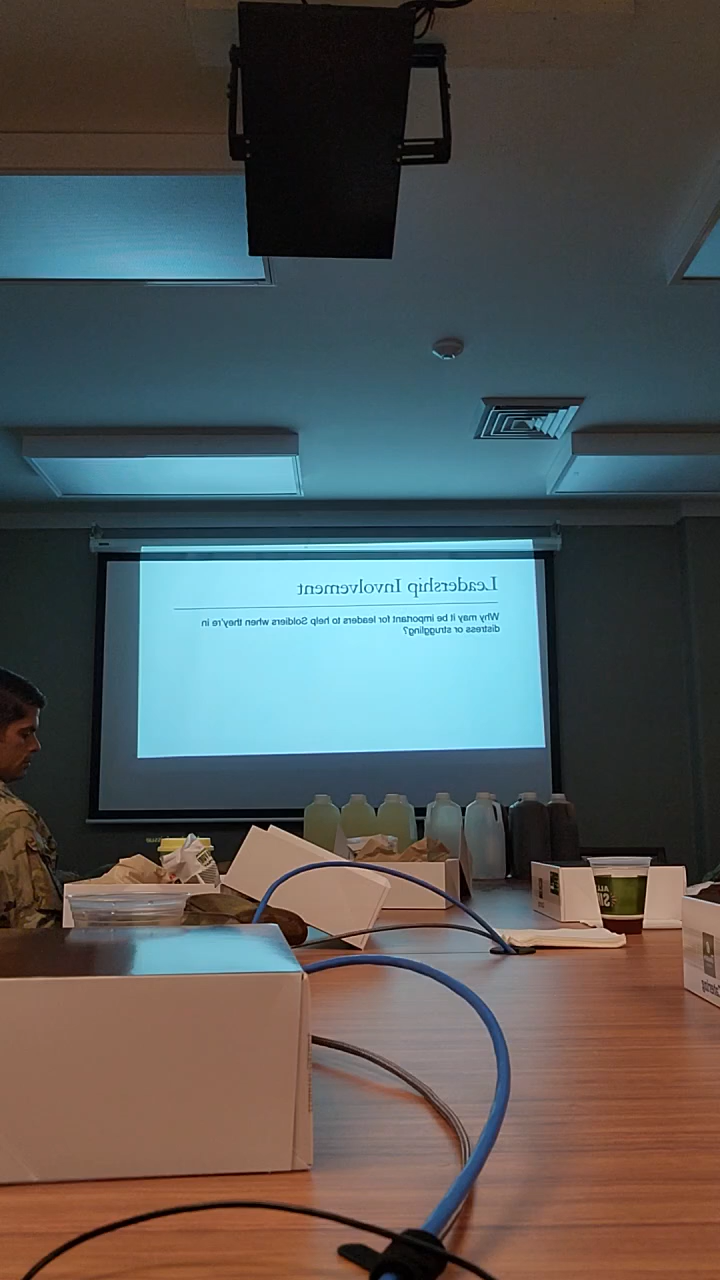 Leadership Involvement
Why may it be important for leaders to help Soldiers when they're in
distress or struggling?
Catering